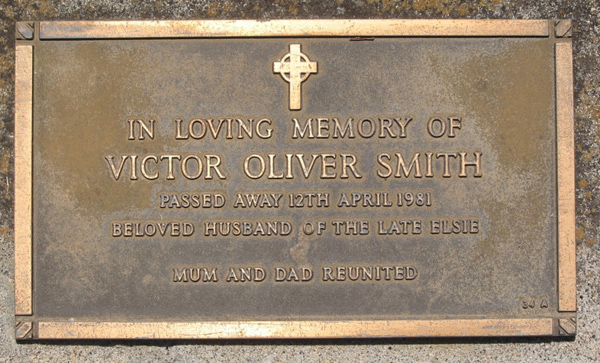 IN LOVING MEMORY OF
VICTOR OLIVER SMITH
PASSED AWAY 12TH APRIL 1981
BELOVED HUSBAND OF THE LATE ELSIE
MUM AND DAD REUNITED